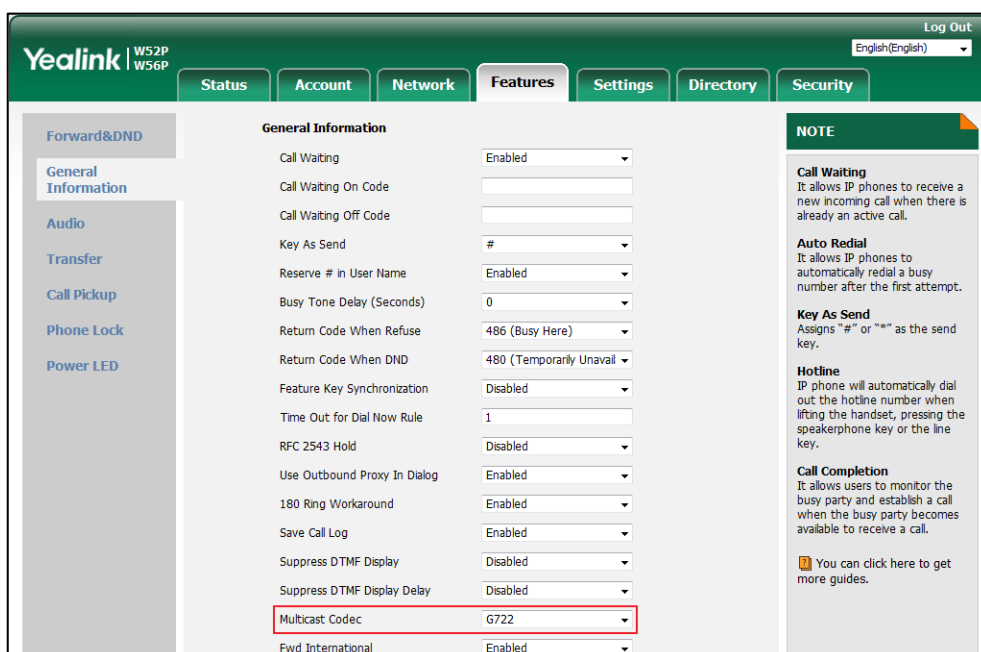 Log Out
Yealink W52P
W56P
English(English)
Status Account Network Features Settings Directory Security
Forward&DND
General
Information
Audio
Transfer
Call Pickup
Phone Lock
Power LED
General Information
Call Waiting Enabled
Call Waiting On Code
Call Waiting Off Code
Key As Send #
Reserve # in User Name Enabled
Busy Tone Delay (Seconds) 0
Return Code When Refuse 486 (Busy Here)
Return Code When DND 480 (Temporarily Unavail
Feature Key Synchronization Disabled
Time Out for Dial Now Rule 1
RFC 2543 Hold Disabled
Use Outbound Proxy In Dialog Enabled
180 Ring Workaround Enabled
Save Call Log Enabled
Suppress DTMF Display Disabled
Suppress DTMF Display Delay Disabled
Multicast Codec G722
Fwd International Enabled
NOTE
Call Waiting
It allows IP phones to receive a
new incoming call when there is
already an active call.
Auto Redial
It allows IP phones to
automatically redial a busy
number after the first attempt.
Key As Send
Assigns "#" or "*" as the send
key.
Hotline
IP phone will automatically dial
out the hotline number when
lifting the handset, pressing the
speakerphone key or the line
key.
Call Completion
It allows users to monitor the
busy party and establish a call
when the busy party becomes
available to receive a call.
You can click here to get
more guides.